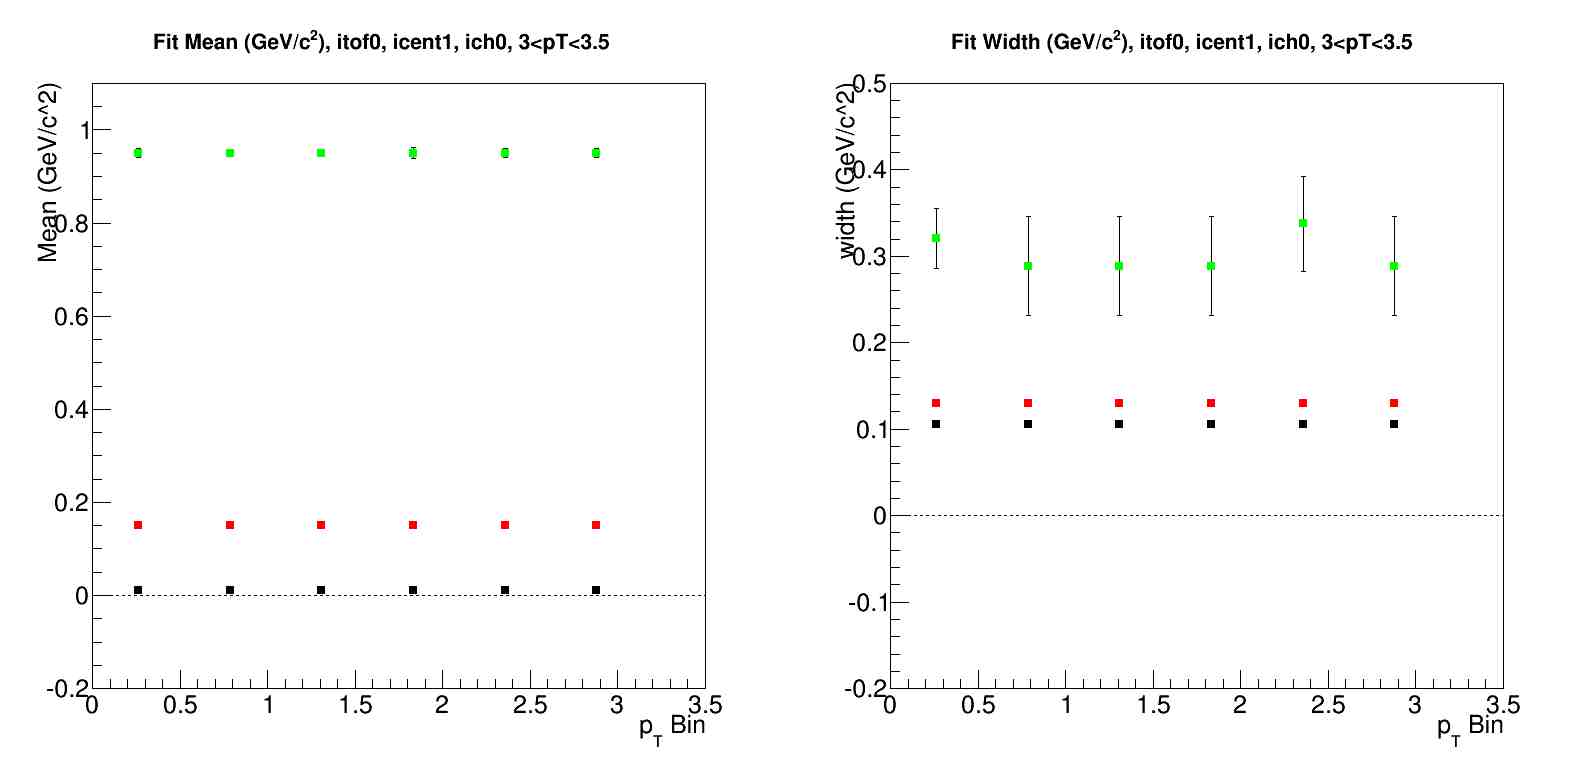 Fit Mean (GeV/c²), itof0, icent1, ich0, 3<pT<3.5
Mean (GeV/c^2)
1
0.8
0.6
0.4
0.2
0
-0.2
0 0.5 1 1.5 2 2.5 3 3.5
p_T Bin
Fit Width (GeV/c²), itof0, icent1, ich0, 3<pT<3.5
width (GeV/c^2)
0.5
0.4
0.3
0.2
0.1
0
-0.1
-0.2
0 0.5 1 1.5 2 2.5 3 3.5
p_T Bin